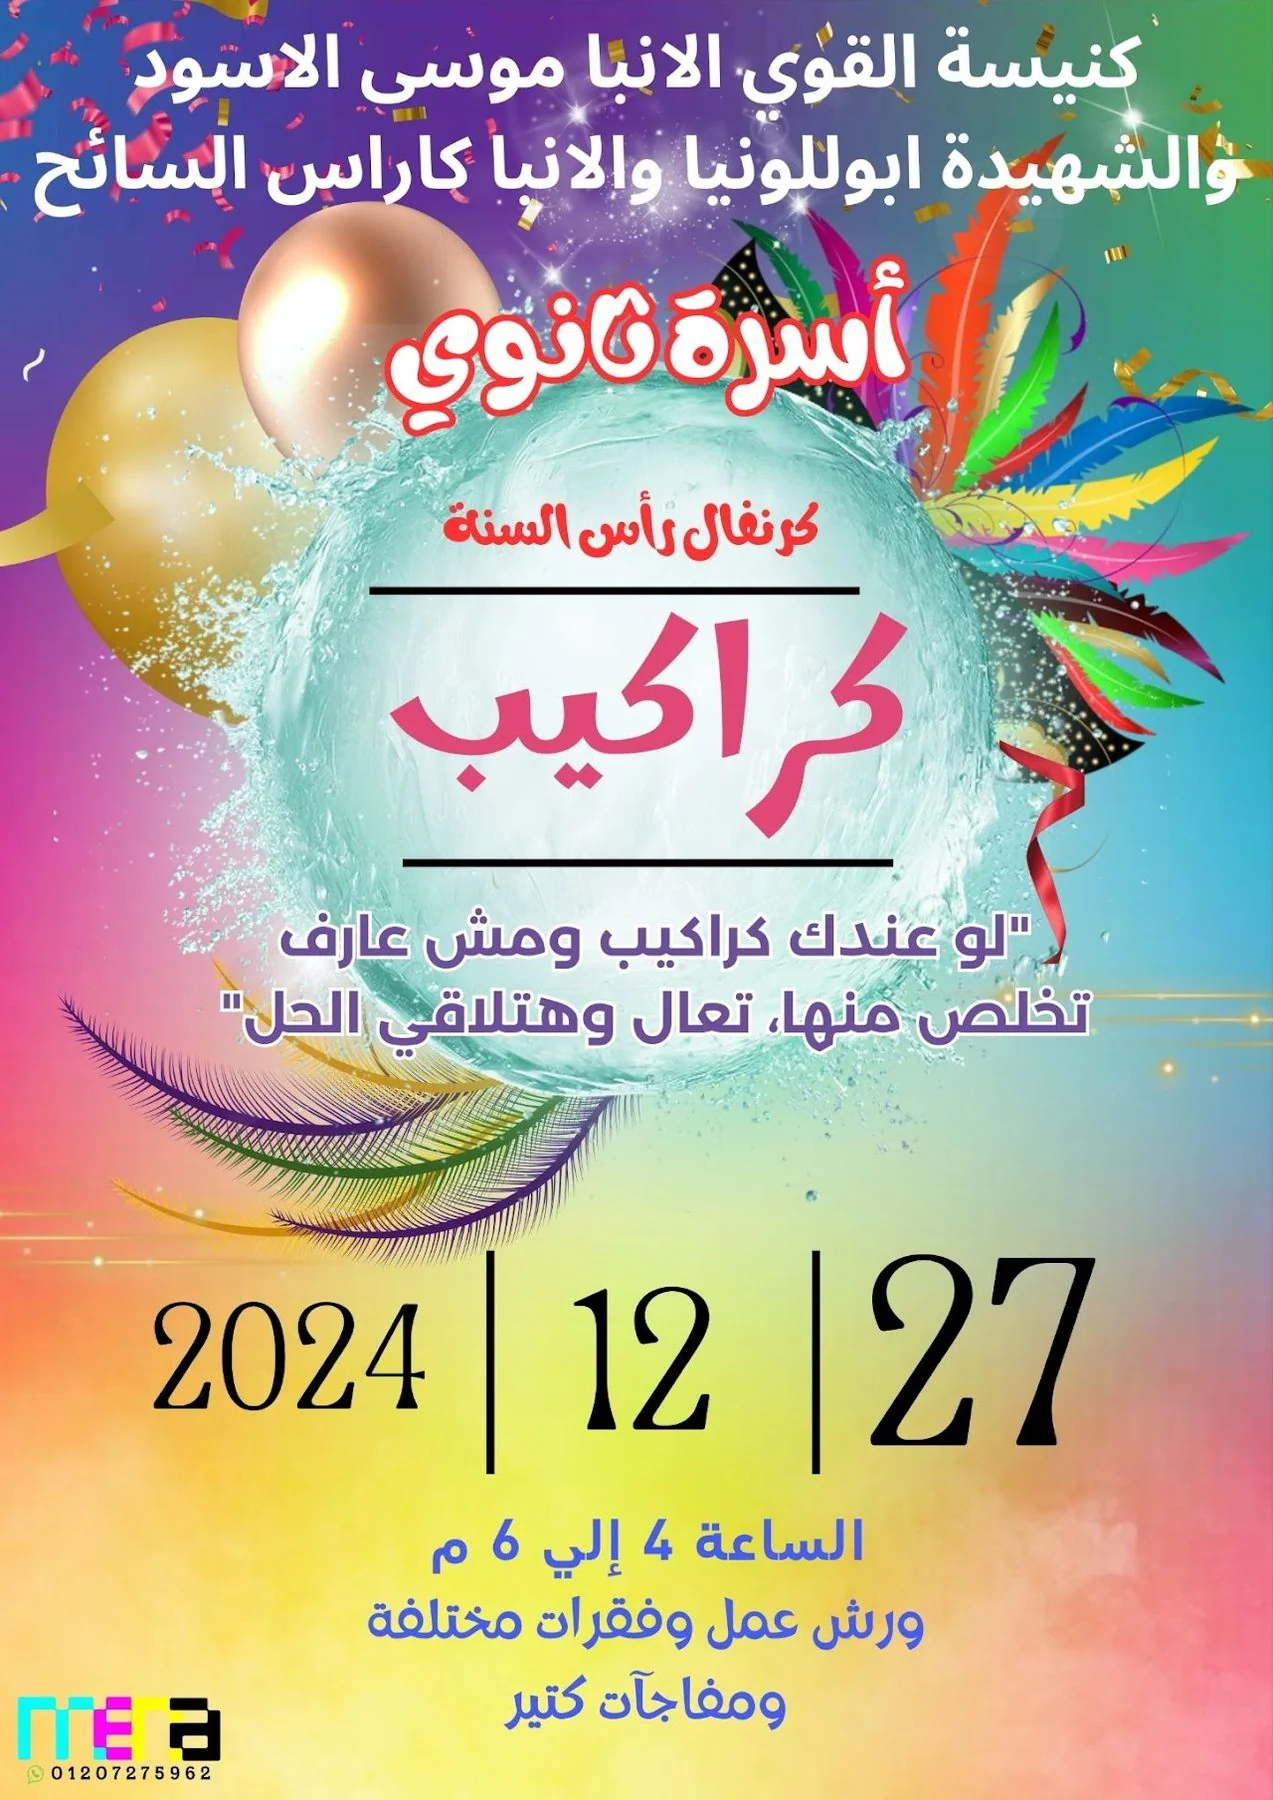 كنيسة القوي الانبا موسى الاسود
والشهيدة ابوللونيا والانبا كاراس السائح
أسرة ثانوي
كرنفال رأس السنة
كراكيب
"لو عندك كراكيب ومش عارف
تخلص منها، تعال وهتلاقي الحل"
27 | 12 | 2024
الساعة 4 إلي 6 م
ورش عمل وفقرات مختلفة
ومفاجآت كتير
mena
01207275962